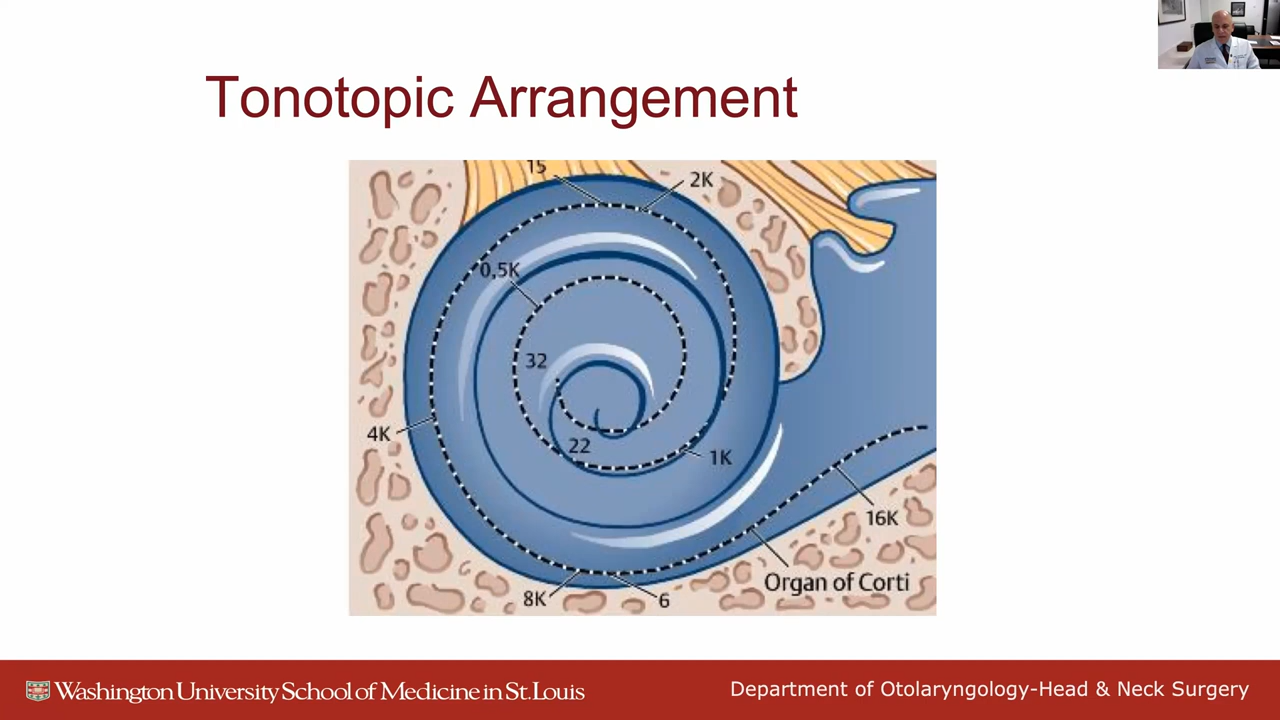 Tonotopic Arrangement
15
2K
0,5K
32
4K
22
1K
16K
Organ of Corti
8K
6
Washington University School of Medicine in St. Louis
Department of Otolaryngology-Head & Neck Surgery